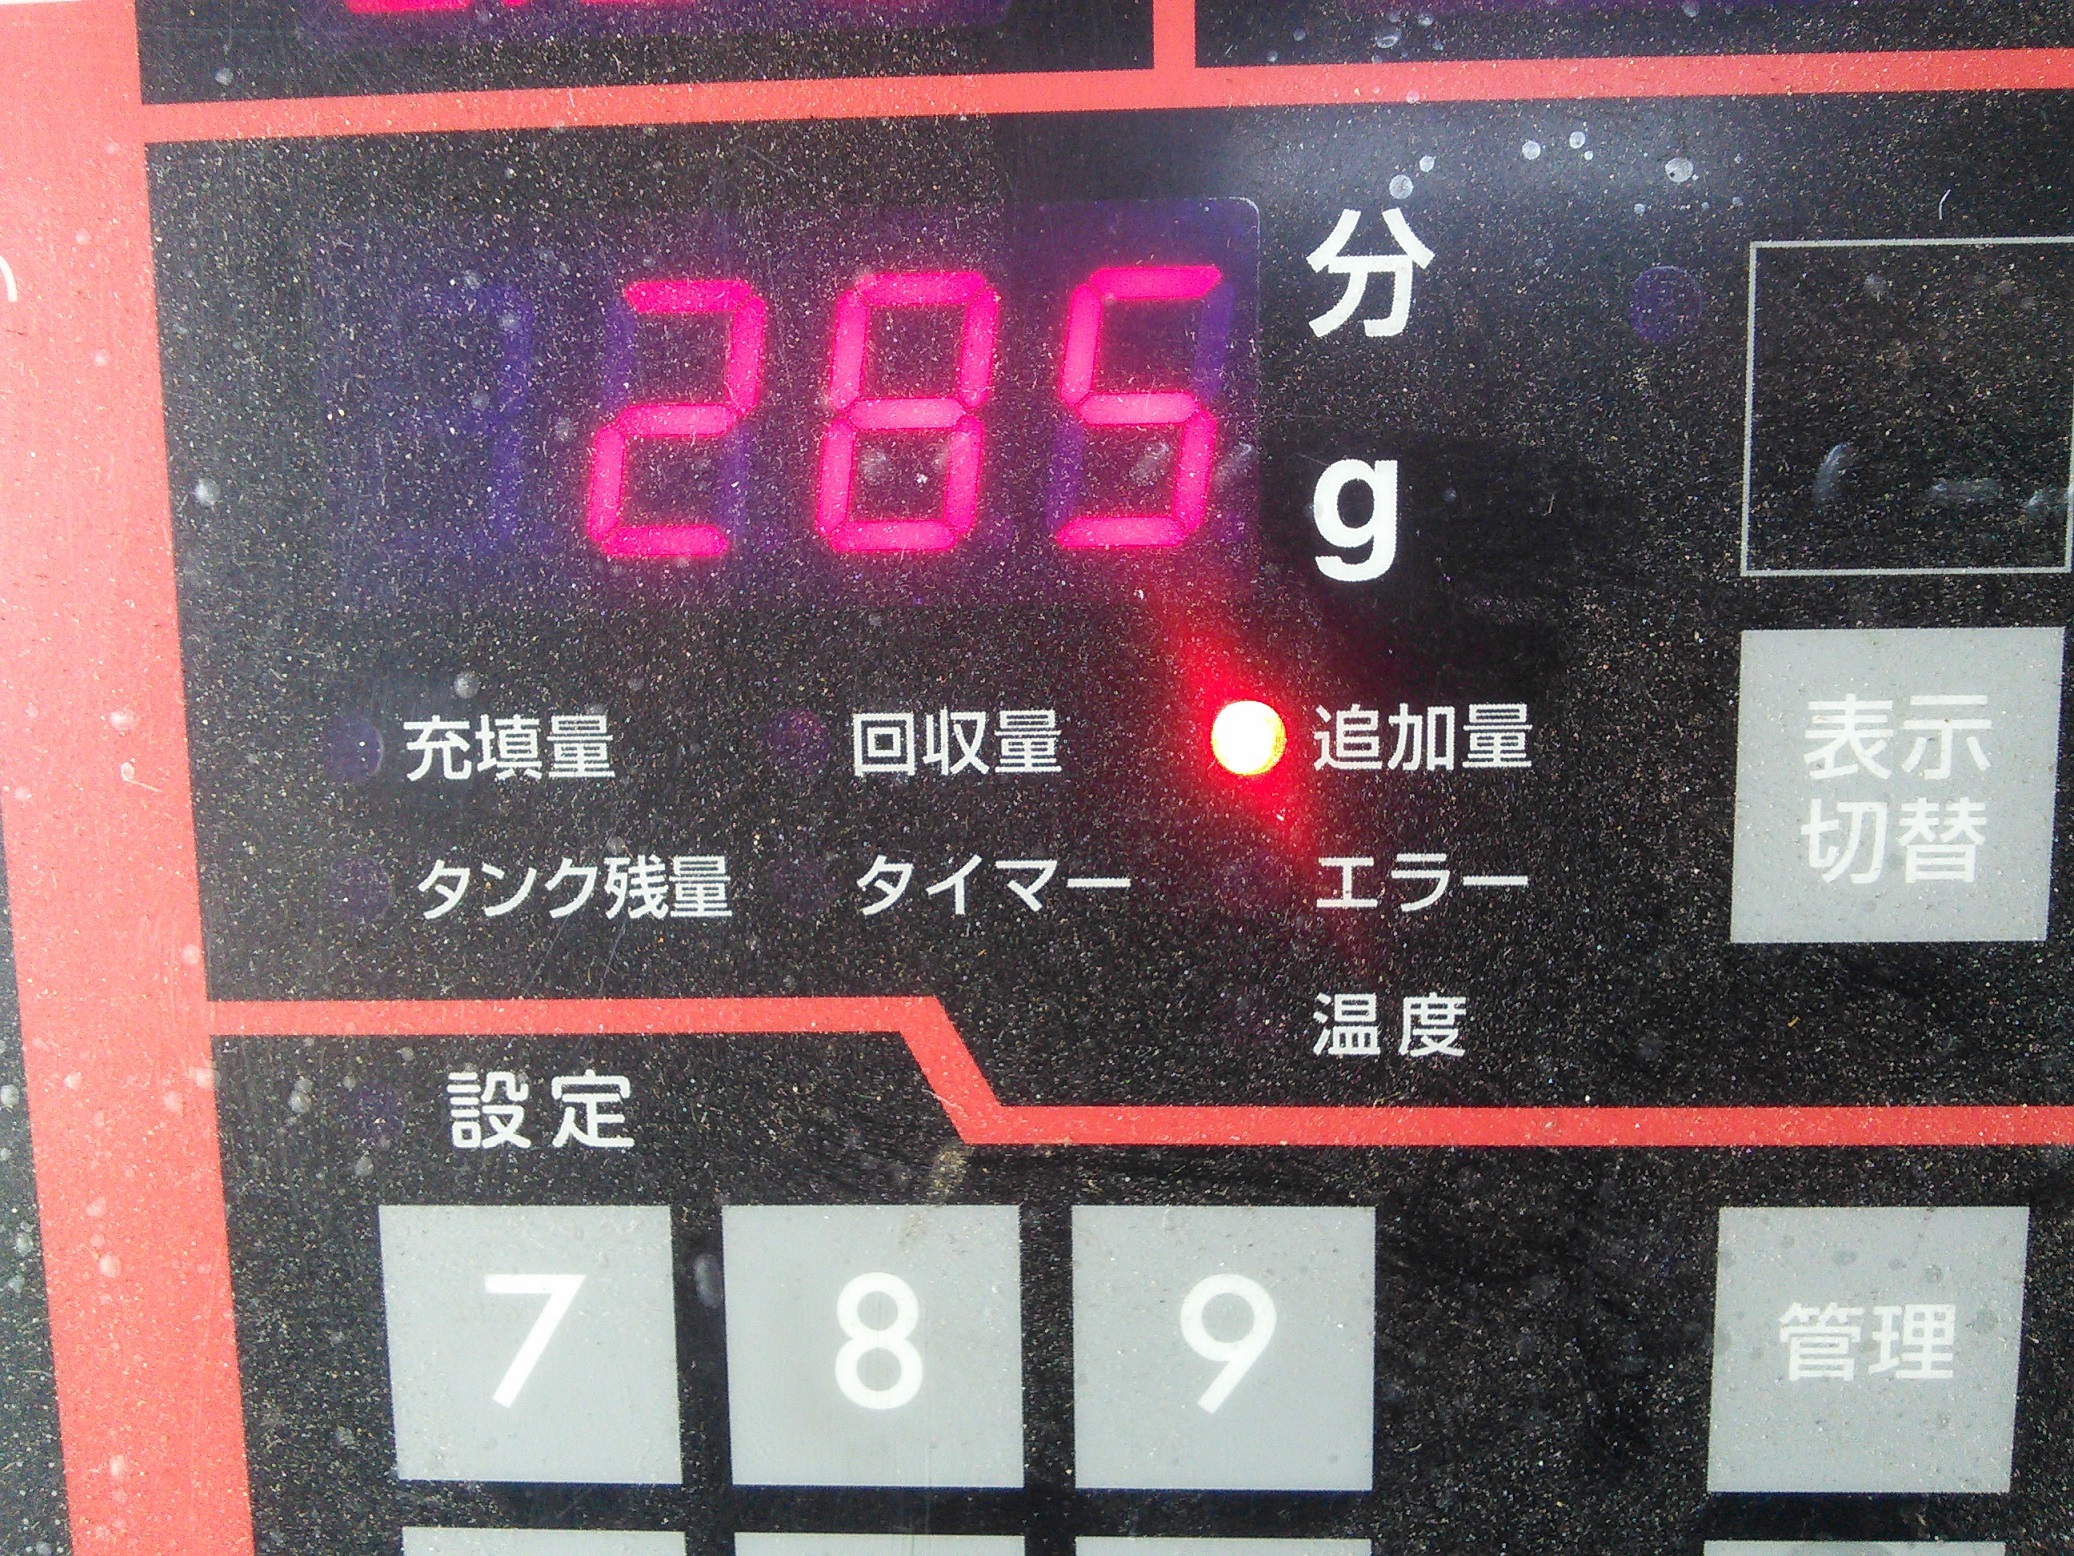 285
分
g
充填量 回収量 追加量
タンク残量 タイマー エラー
温度
表示
切替
設定
7 8 9
管理